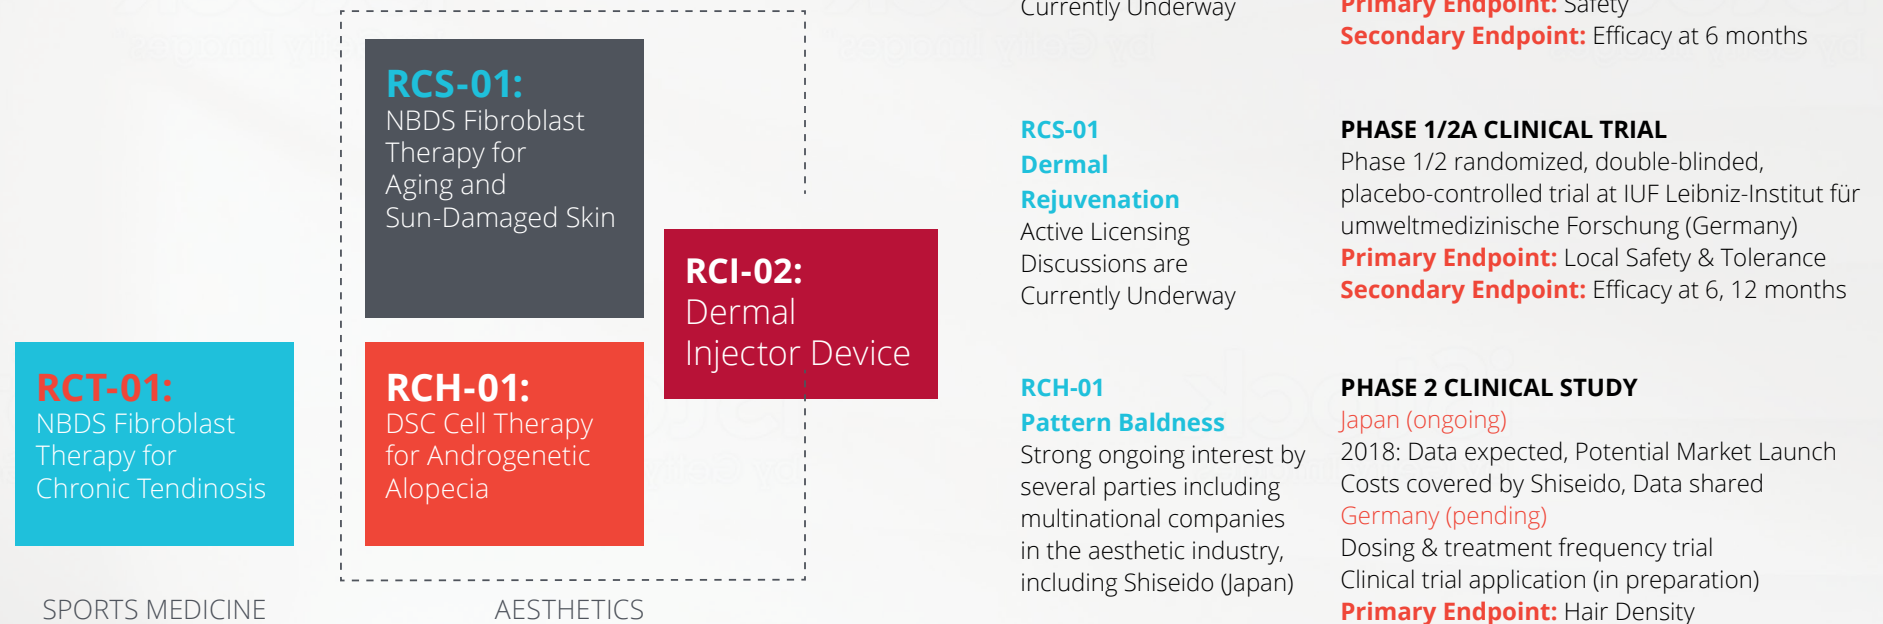 RCS-01:
NBDS Fibroblast
Therapy for
Aging and
Sun-Damaged Skin
RCI-02:
Dermal
Injector Device
RCT-01:
NBDS Fibroblast
Therapy for
Chronic Tendinosis
RCH-01:
DSC Cell Therapy
for Androgenetic
Alopecia
SPORTS MEDICINE
AESTHETICS
Currently Underway
Primary Endpoint: Safety
Secondary Endpoint: Efficacy at 6 months
RCS-01
Dermal
Rejuvenation
Active Licensing
Discussions are
Currently Underway
PHASE 1/2A CLINICAL TRIAL
Phase 1/2 randomized, double-blinded,
placebo-controlled trial at IUF Leibniz-Institut für
umweltmedizinische Forschung (Germany)
Primary Endpoint: Local Safety & Tolerance
Secondary Endpoint: Efficacy at 6, 12 months
RCH-01
Pattern Baldness
Strong ongoing interest by
several parties including
multinational companies
in the aesthetic industry,
including Shiseido (Japan)
PHASE 2 CLINICAL STUDY
Japan (ongoing)
2018: Data expected, Potential Market Launch
Costs covered by Shiseido, Data shared
Germany (pending)
Dosing & treatment frequency trial
Clinical trial application (in preparation)
Primary Endpoint: Hair Density